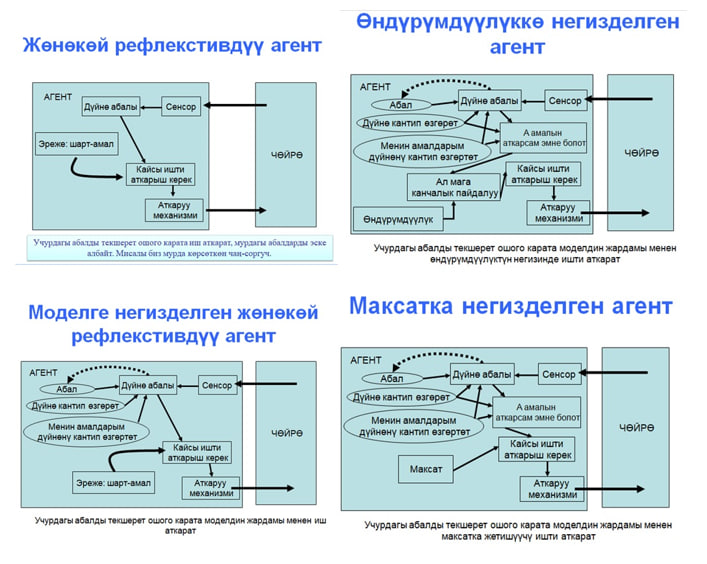 Жөнөкөй рефлективдүү агент
АГЕНТ
Дүйнө абалы
Сенсор
ЧӨЙРӨ
Эреже: шарт-амал
Кайсы ишти
аткарыш керек
Аткаруу
механизми
Учурдагы абалды текшерет ошого карата иш аткарат, мурдагы абалдарды эске
албайт. Мисалы биз мурда көрсөткөн чаң-соргуч.
Өндүрүмдүүлүккө негизделген
агент
АГЕНТ
Абал
Дүйнө абалы
Сенсор
Дүйнө кантип өзгөрөт
Менин амалдарым
дүйнөнү кантип өзгөртөт
А амалын
аткарсам эмне болот
ЧӨЙРӨ
Ал мага
канчалык пайдалуу
Кайсы ишти
аткарыш керек
Өндүрүмдүүлүк
Аткаруу
механизми
Учурдагы абалды текшерет ошого карата моделдин жардамы менен
өндүрүмдүүлүктүн негизинде ишти аткарат
Моделге негизделген жөнөкөй
рефлекстивдүү агент
АГЕНТ
Абал
Дүйнө абалы
Сенсор
Дүйнө кантип өзгөрөт
Менин амалдарым
дүйнөнү кантип өзгөртөт
ЧӨЙРӨ
Кайсы ишти
аткарыш керек
Эреже: шарт-амал
Аткаруу
механизми
Учурдагы абалды текшерет ошого карата моделдин жардамы менен иш
аткарат
Максатка негизделген агент
АГЕНТ
Абал
Дүйнө абалы
Сенсор
Дүйнө кантип өзгөрөт
Менин амалдарым
дүйнөнү кантип өзгөртөт
А амалын
аткарсам эмне болот
ЧӨЙРӨ
Кайсы ишти
аткарыш керек
Максат
Аткаруу
механизми
Учурдагы абалды текшерет ошого карата моделдин жардамы менен
максатка жетишүүчү ишти аткарат